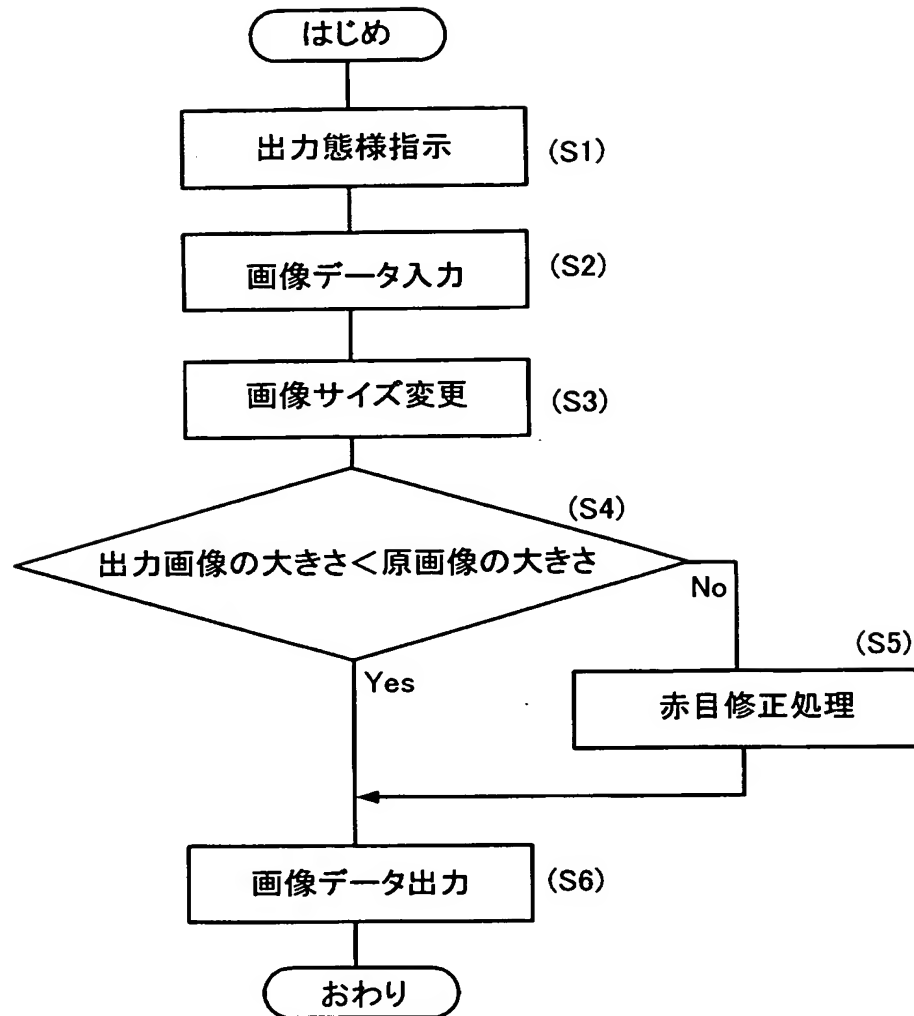 はじめ
出力態様指示
(S1)
画像データ入力
(S2)
画像サイズ変更
(S3)
(S4)
出力画像の大きさ<原画像の大きさ
No
Yes
(S5)
赤目修正処理
画像データ出力
(S6)
おわり